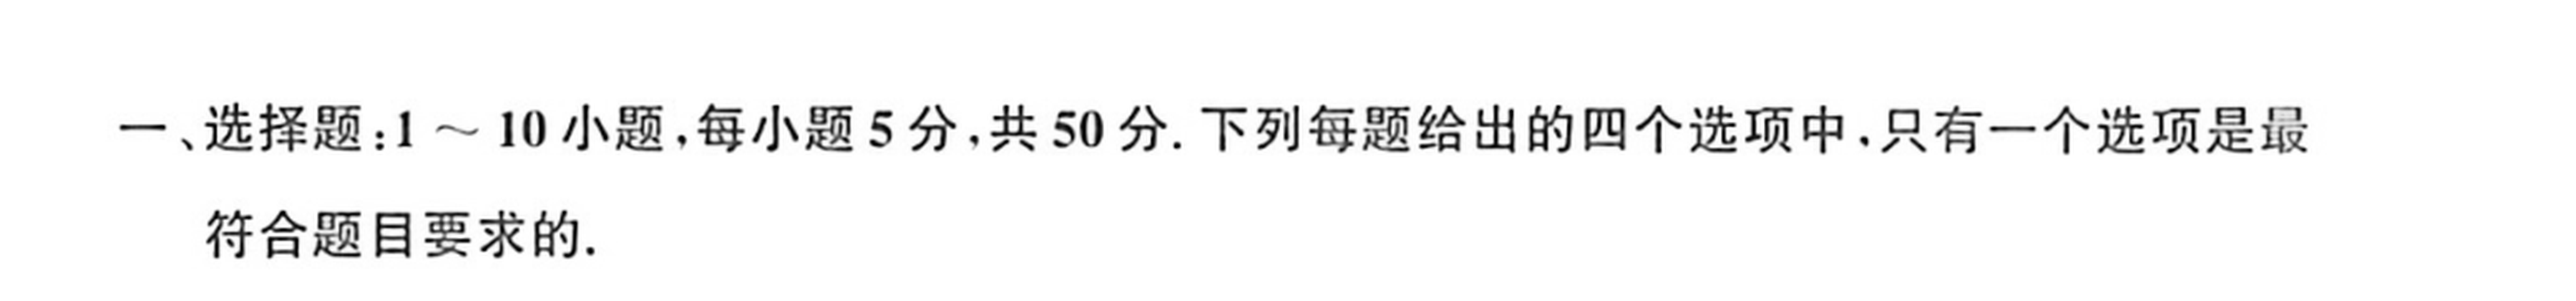 一、选择题:1 ～ 10 小题,每小题 5 分,共 50 分. 下列每题给出的四个选项中,只有一个选项是最
符合题目要求的.